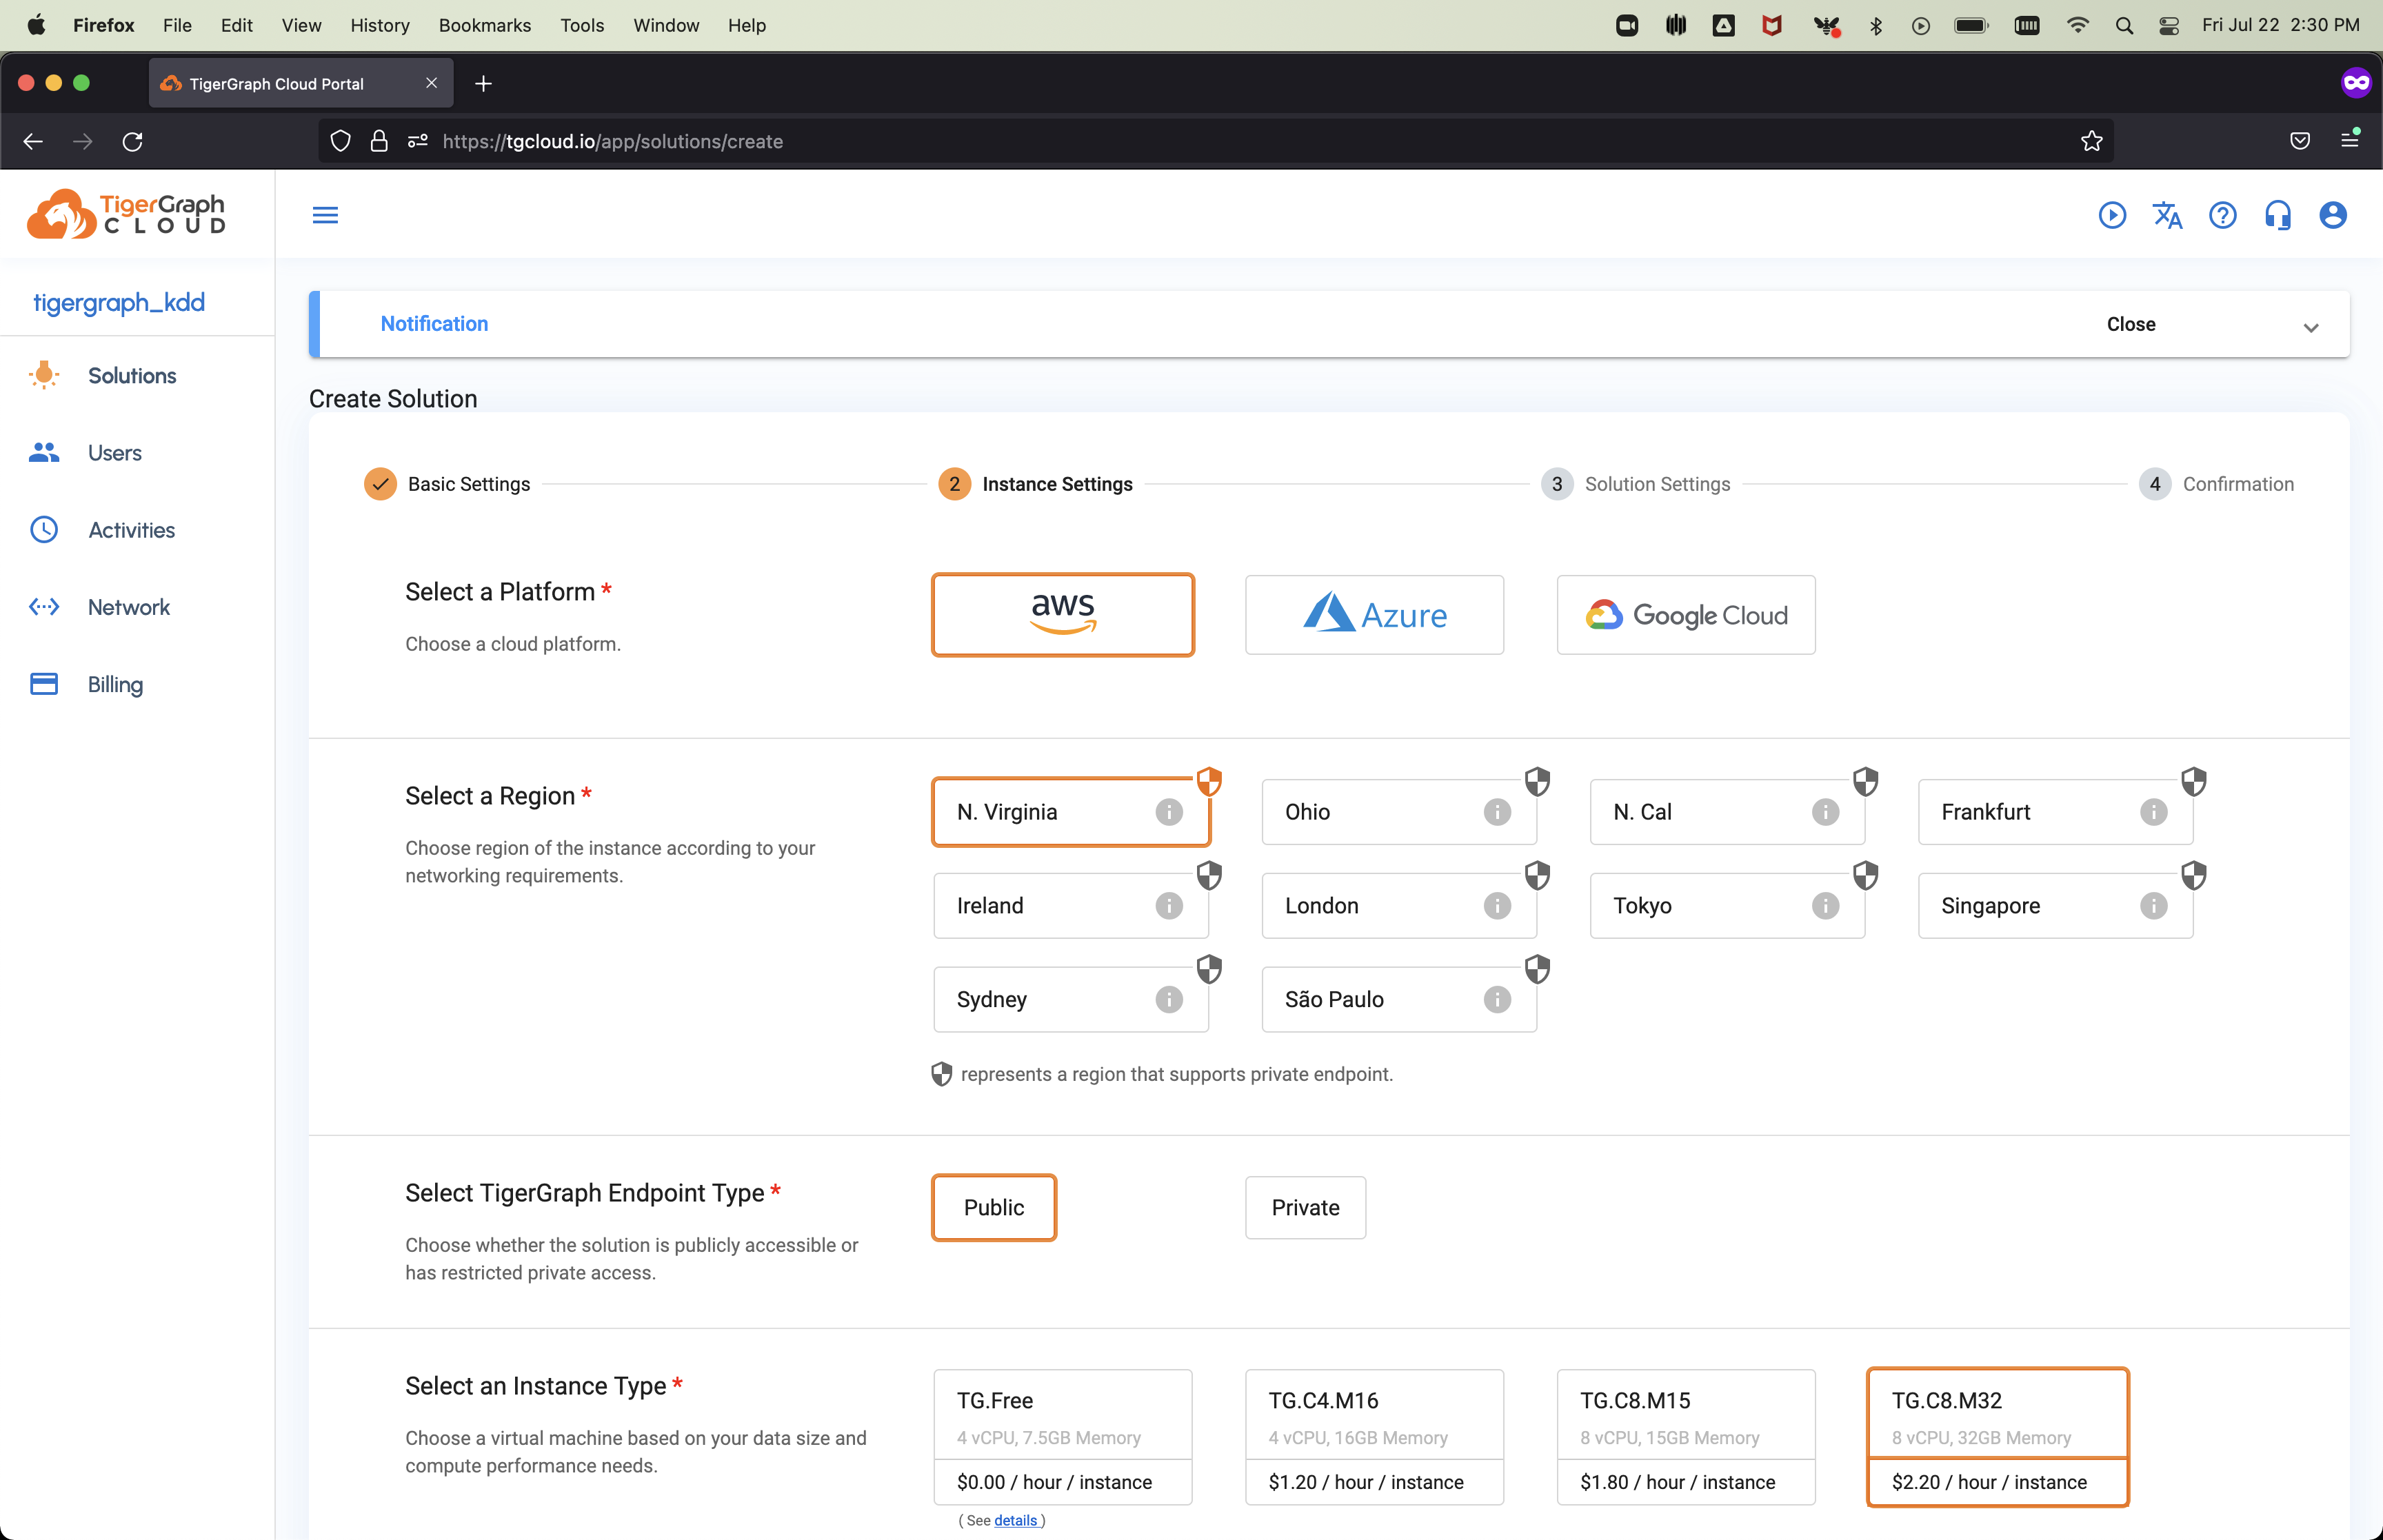 Firefox File Edit View History Bookmarks Tools Window Help Fri Jul 22 2:30 PM
TigerGraph Cloud Portal
https://tgcloud.io/app/solutions/create
TigerGraph
CLOUD
tigergraph_kdd
Solutions
Users
Activities
Network
Billing
Notification Close
Create Solution
Basic Settings 2 Instance Settings 3 Solution Settings 4 Confirmation
Select a Platform *
Choose a cloud platform.
aws Azure Google Cloud
Select a Region *
Choose region of the instance according to your
networking requirements.
N. Virginia Ohio N. Cal Frankfurt
Ireland London Tokyo Singapore
Sydney São Paulo
represents a region that supports private endpoint.
Select TigerGraph Endpoint Type *
Choose whether the solution is publicly accessible or
has restricted private access.
Public Private
Select an Instance Type *
Choose a virtual machine based on your data size and
compute performance needs.
TG.Free
4 vCPU, 7.5GB Memory
$0.00 / hour / instance
( See details )
TG.C4.M16
4 vCPU, 16GB Memory
$1.20 / hour / instance
TG.C8.M15
8 vCPU, 15GB Memory
$1.80 / hour / instance
TG.C8.M32
8 vCPU, 32GB Memory
$2.20 / hour / instance